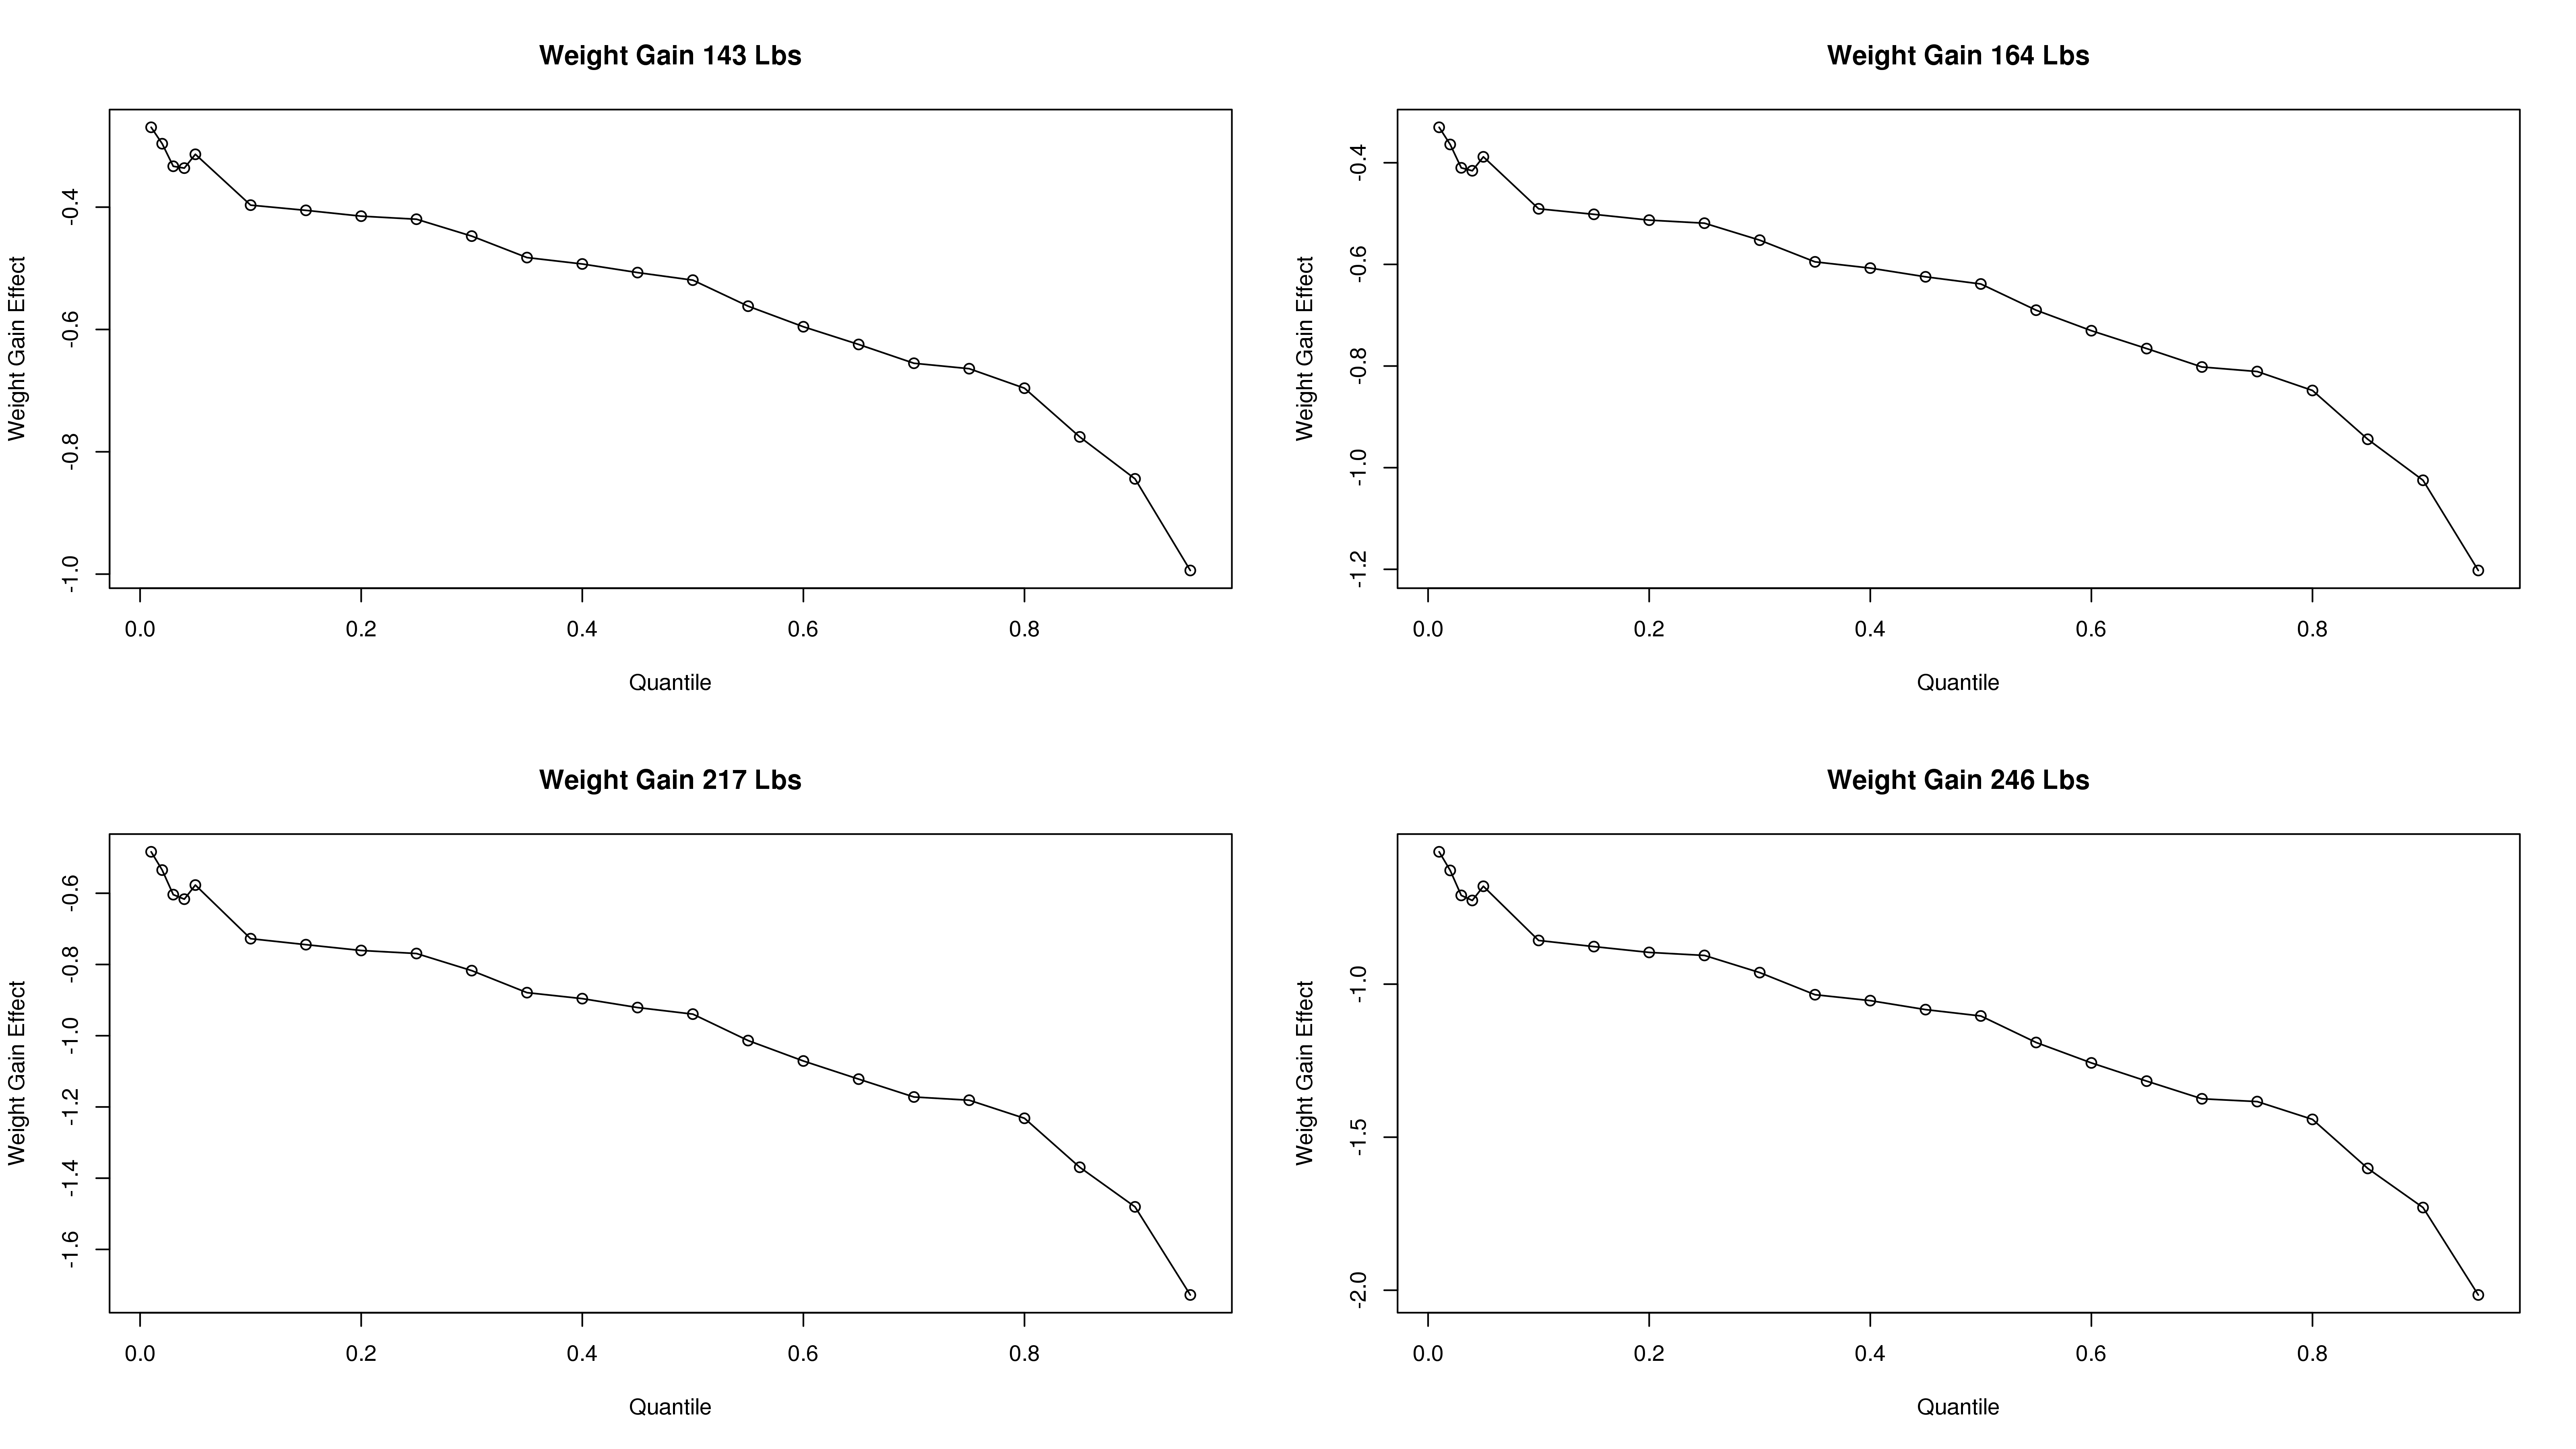 Weight Gain 143 Lbs
Weight Gain Effect
-0.4
-0.6
-0.8
-1.0
0.0 0.2 0.4 0.6 0.8
Quantile
Weight Gain 164 Lbs
Weight Gain Effect
-0.4
-0.6
-0.8
-1.0
-1.2
0.0 0.2 0.4 0.6 0.8
Quantile
Weight Gain 217 Lbs
Weight Gain Effect
-0.6
-0.8
-1.0
-1.2
-1.4
-1.6
0.0 0.2 0.4 0.6 0.8
Quantile
Weight Gain 246 Lbs
Weight Gain Effect
-1.0
-1.5
-2.0
0.0 0.2 0.4 0.6 0.8
Quantile